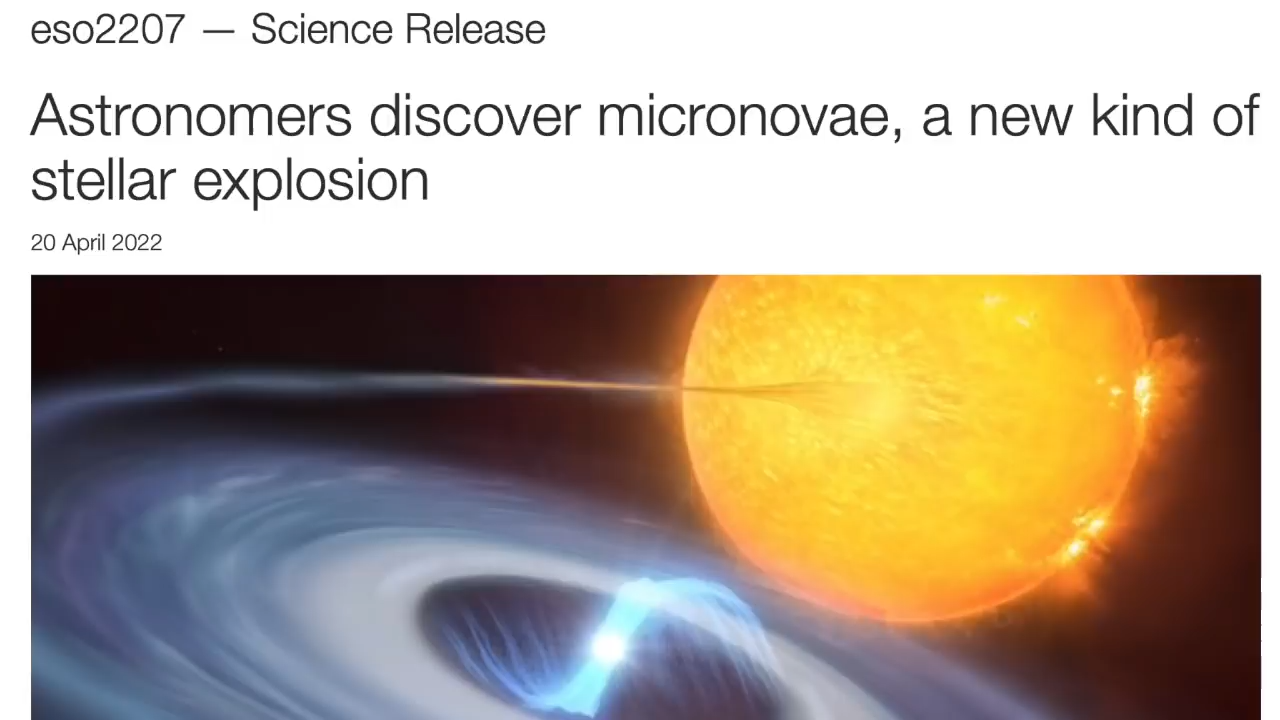 eso2207 — Science Release
Astronomers discover micronovae, a new kind of
stellar explosion
20 April 2022